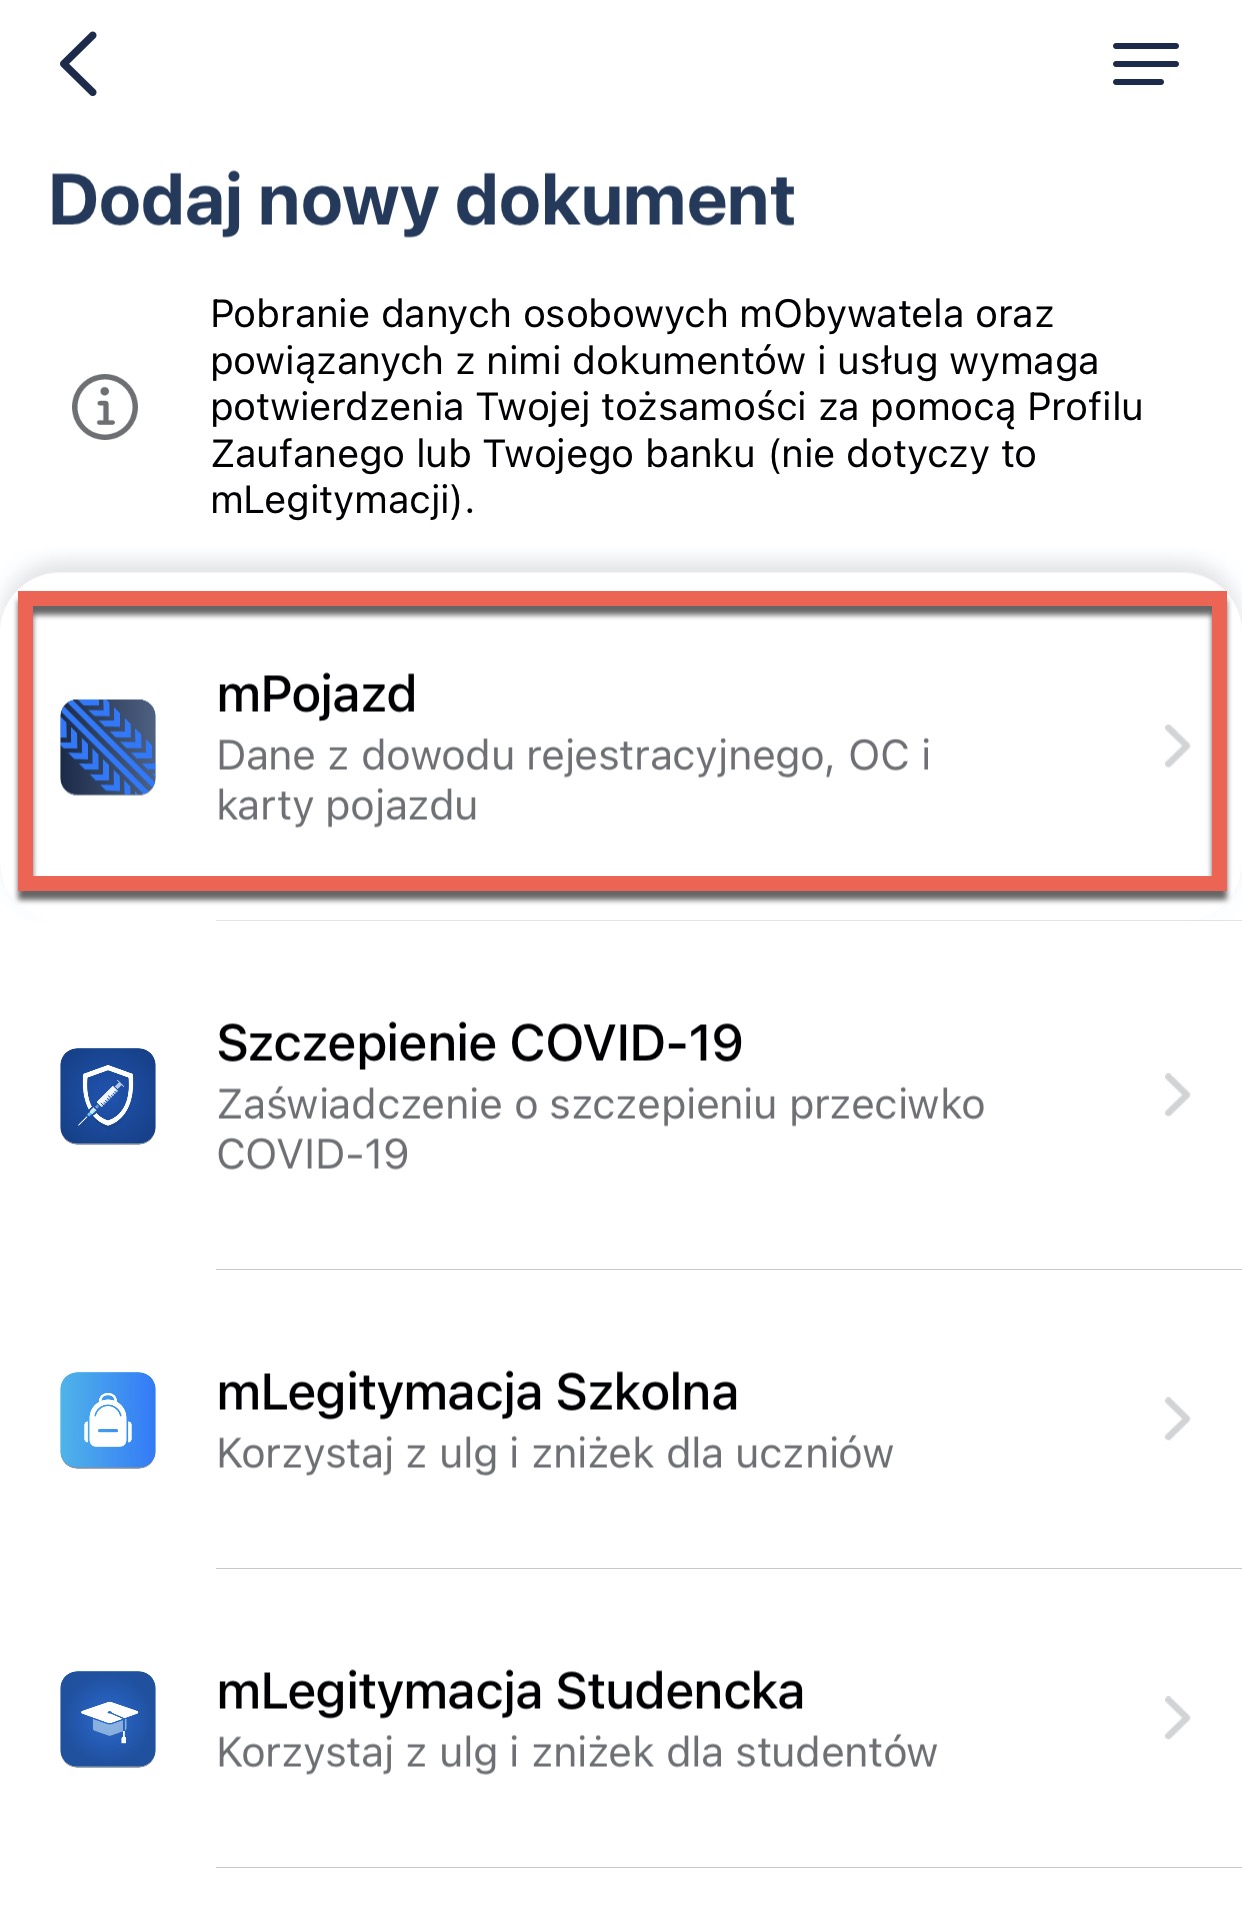 Dodaj nowy dokument
Pobranie danych osobowych mObywatela oraz
powiązanych z nimi dokumentów i usług wymaga
potwierdzenia Twojej tożsamości za pomocą Profilu
Zaufanego lub Twojego banku (nie dotyczy to
mLegitymacji).
mPojazd
Dane z dowodu rejestracyjnego, OC i
karty pojazdu
Szczepienie COVID-19
Zaświadczenie o szczepieniu przeciwko
COVID-19
mLegitymacja Szkolna
Korzystaj z ulg i zniżek dla uczniów
mLegitymacja Studencka
Korzystaj z ulg i zniżek dla studentów